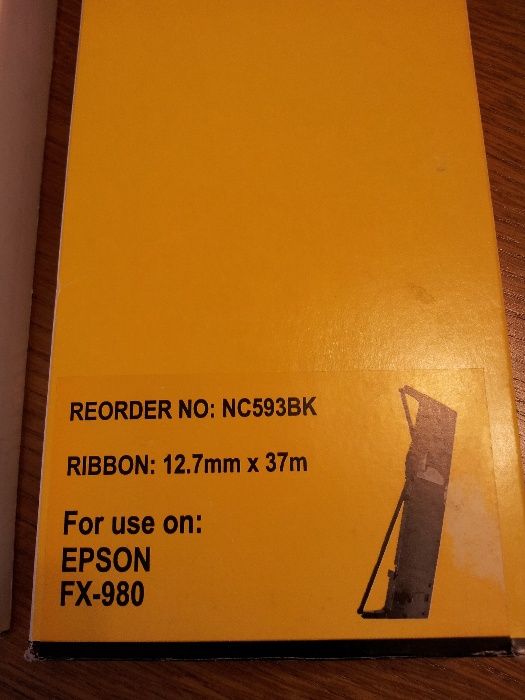 REORDER NO: NC593BK
RIBBON: 12.7mm x 37m
For use on:
EPSON
FX-980